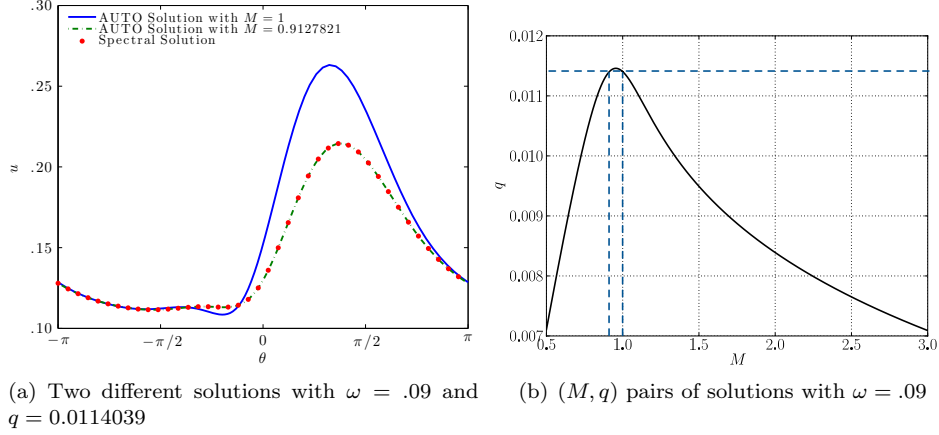 .30
AUTO Solution with M = 1
AUTO Solution with M = 0.9127821
Spectral Solution
.25
.20
.15
.10
u
−π
−π/2
0
π/2
π
θ
0.012
0.011
0.010
0.009
0.008
0.007
q
0.5
1.0
1.5
2.0
2.5
3.0
M
(a) Two different solutions with ω = .09 and
q = 0.0114039
(b) (M, q) pairs of solutions with ω = .09